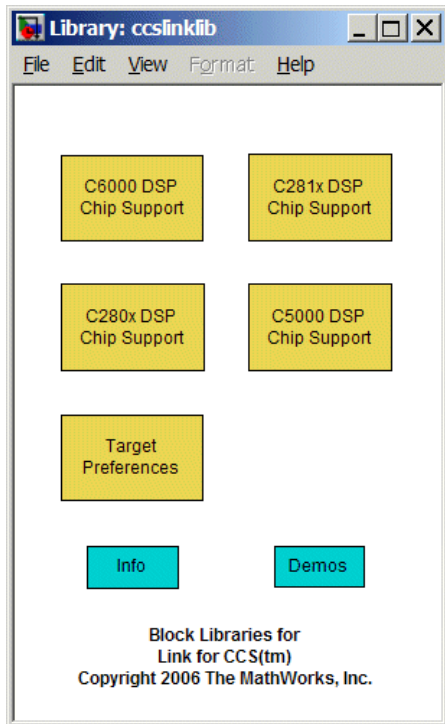 Library: ccslinklib
File Edit View Format Help
C6000 DSP
Chip Support
C281x DSP
Chip Support
C280x DSP
Chip Support
C5000 DSP
Chip Support
Target
Preferences
Info
Demos
Block Libraries for
Link for CCS(tm)
Copyright 2006 The MathWorks, Inc.